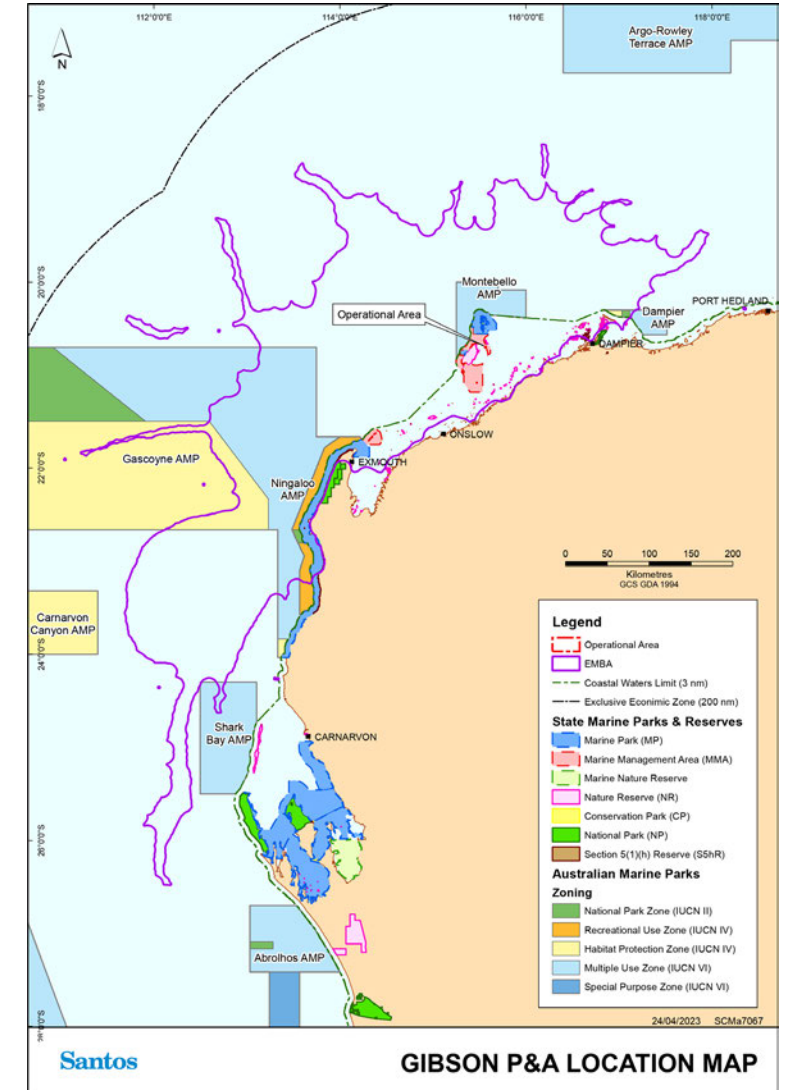 112°0'0"E
114°0'0"E
116°0'0"E
118°0'0"E
N
18°0'0"S
20°0'0"S
22°0'0"S
24°0'0"S
26°0'0"S
28°0'0"S
Argo-Rowley
Terrace AMP
Montebello
AMP
Operational Area
PORT HEDLAND
Dampier
AMP
DAMPIER
ONSLOW
Gascoyne AMP
EXMOUTH
Ningaloo
AMP
Carnarvon
Canyon AMP
Shark
Bay AMP
CARNARVON
Abrolhos AMP
0 50 100 150 200
Kilometres
GCS GDA 1994
Legend
Operational Area
EMBA
Coastal Waters Limit (3 nm)
Exclusive Econimic Zone (200 nm)
State Marine Parks & Reserves
Marine Park (MP)
Marine Management Area (MMA)
Marine Nature Reserve
Nature Reserve (NR)
Conservation Park (CP)
National Park (NP)
Section 5(1)(h) Reserve (S5hR)
Australian Marine Parks
Zoning
National Park Zone (IUCN II)
Recreational Use Zone (IUCN IV)
Habitat Protection Zone (IUCN IV)
Multiple Use Zone (IUCN VI)
Special Purpose Zone (IUCN VI)
24/04/2023 SCMa7067
Santos
GIBSON P&A LOCATION MAP